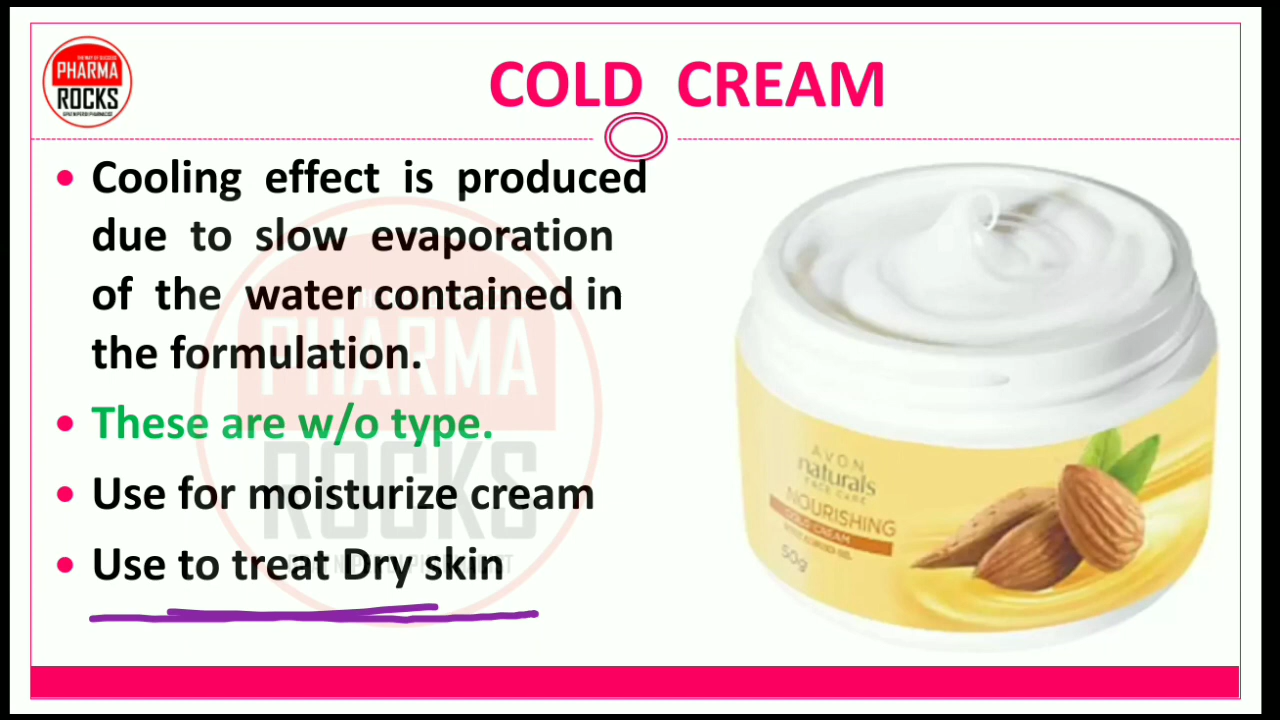 PHARMA
ROCKS
COLD CREAM
Cooling effect is produced
due to slow evaporation
of the water contained in
the formulation.
These are w/o type.
Use for moisturize cream
Use to treat Dry skin
PHARMA
ROCKS
AVON
naturals
FACE CARE
NOURISHING
COLD CREAM
50g